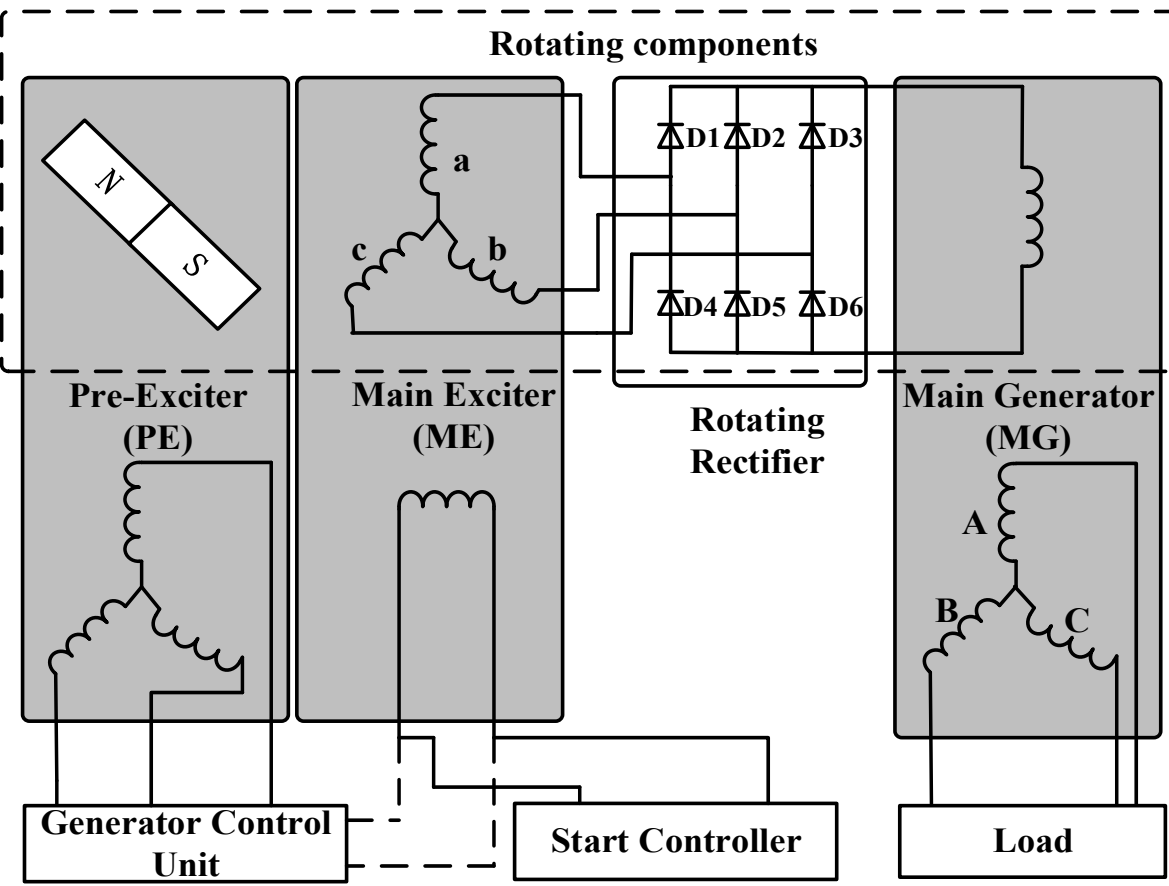 Rotating components
N
S
a
c
b
D1
D2
D3
D4
D5
D6
Pre-Exciter
(PE)
Main Exciter
(ME)
Rotating
Rectifier
Main Generator
(MG)
A
B
C
Generator Control
Unit
Start Controller
Load